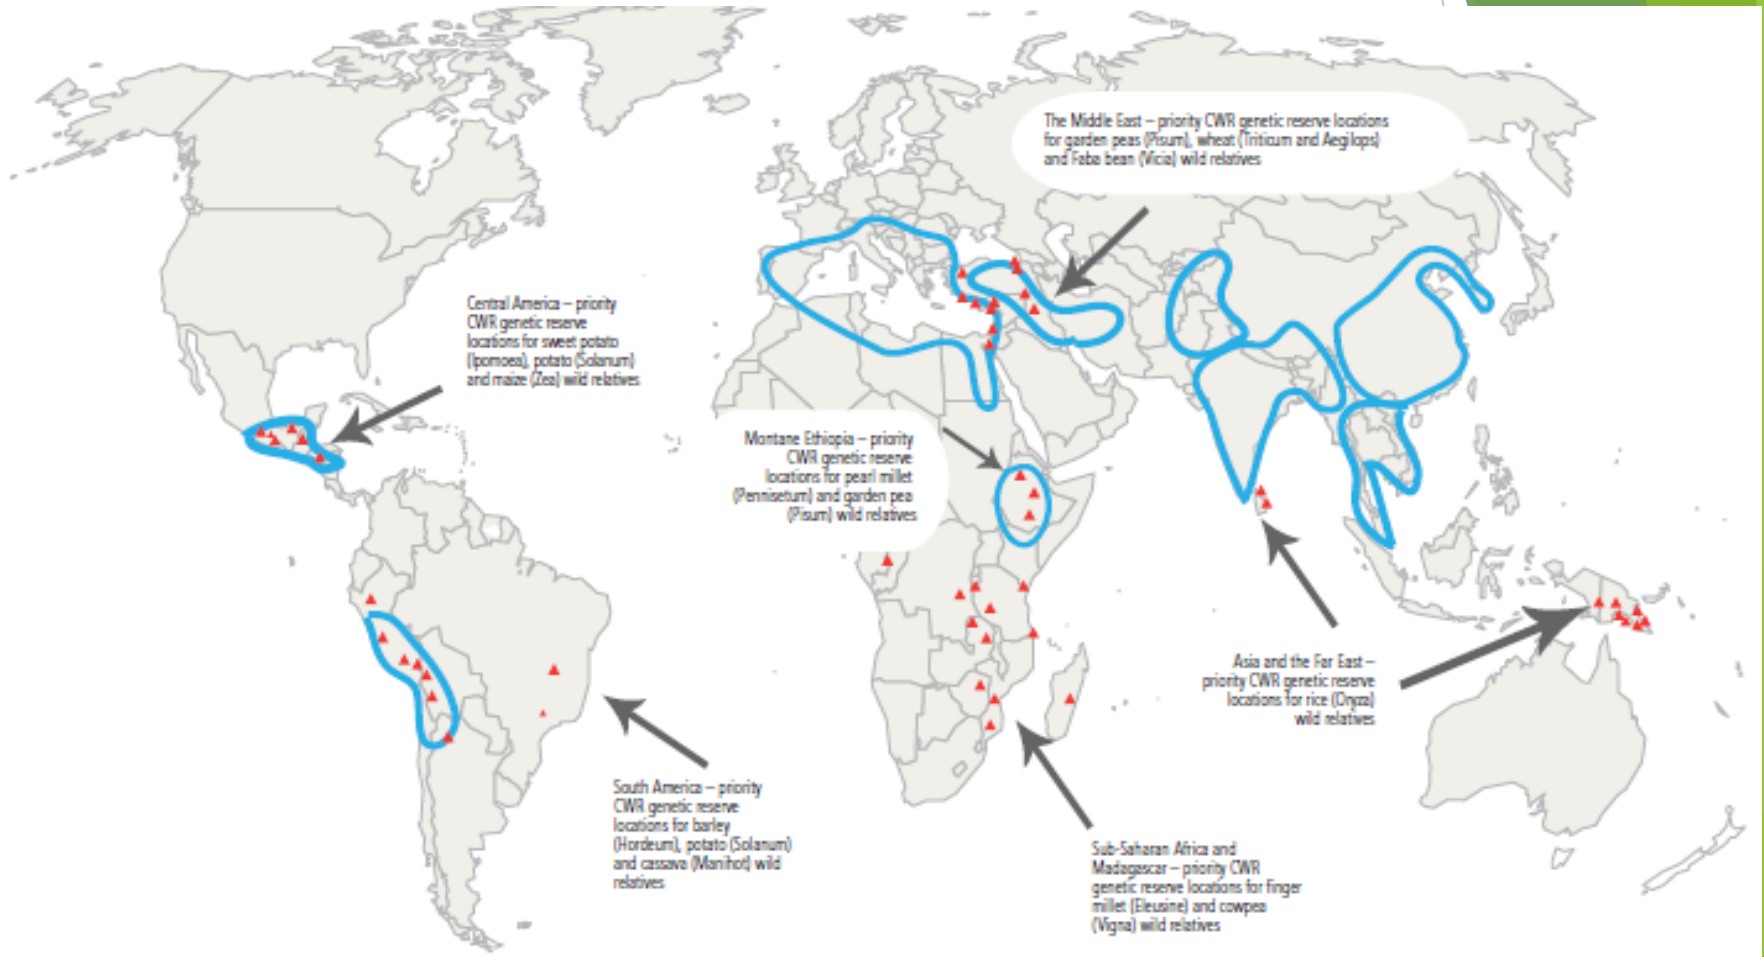 The Middle East – priority CWR genetic reserve locations
for garden peas (Pisum), wheat (Triticum and Aegilops)
and Faba bean (Vicia) wild relatives
Central America – priority
CWR genetic reserve
locations for sweet potato
(Ipomoea), potato (Solanum)
and maize (Zea) wild relatives
Montane Ethiopia – priority
CWR genetic reserve
locations for pearl millet
(Pennisetum) and garden pea
(Pisum) wild relatives
Asia and the Far East –
priority CWR genetic reserve
locations for rice (Oryza)
wild relatives
South America – priority
CWR genetic reserve
locations for barley
(Hordeum), potato (Solanum)
and cassava (Manihot) wild
relatives
Sub-Saharan Africa and
Madagascar – priority CWR
genetic reserve locations for finger
millet (Eleusine) and cowpea
(Vigna) wild relatives